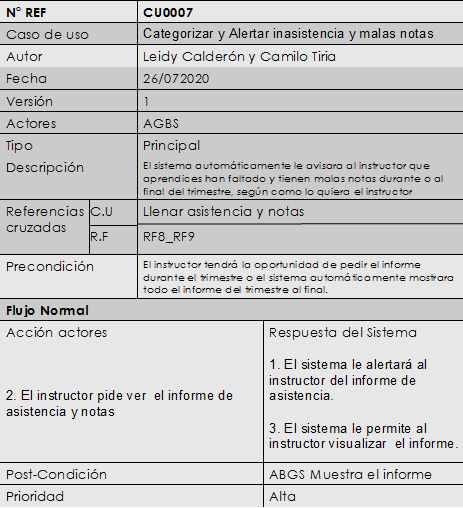 N° REF CU0007
Caso de uso Categorizar y Alertar inasistencia y malas notas
Autor Leidy Calderón y Camilo Tiria
Fecha 26/072020
Versión 1
Actores AGBS
Tipo Principal
Descripción El sistema automáticamente le avisara al instructor que
aprendices han faltado y tienen malas notas durante o al
final del trimestre, según como lo quiera el instructor
Referencias C.U Llenar asistencia y notas
cruzadas R.F RF8_RF9
Precondición El instructor tendrá la oportunidad de pedir el informe
durante el trimestre o el sistema automáticamente mostrara
todo el informe del trimestre al final.
Flujo Normal
Acción actores Respuesta del Sistema
1. El sistema le alertará al
instructor del informe de
asistencia.
2. El instructor pide ver el informe de
asistencia y notas
3. El sistema le permite al
instructor visualizar el informe.
Post-Condición ABGS Muestra el informe
Prioridad Alta